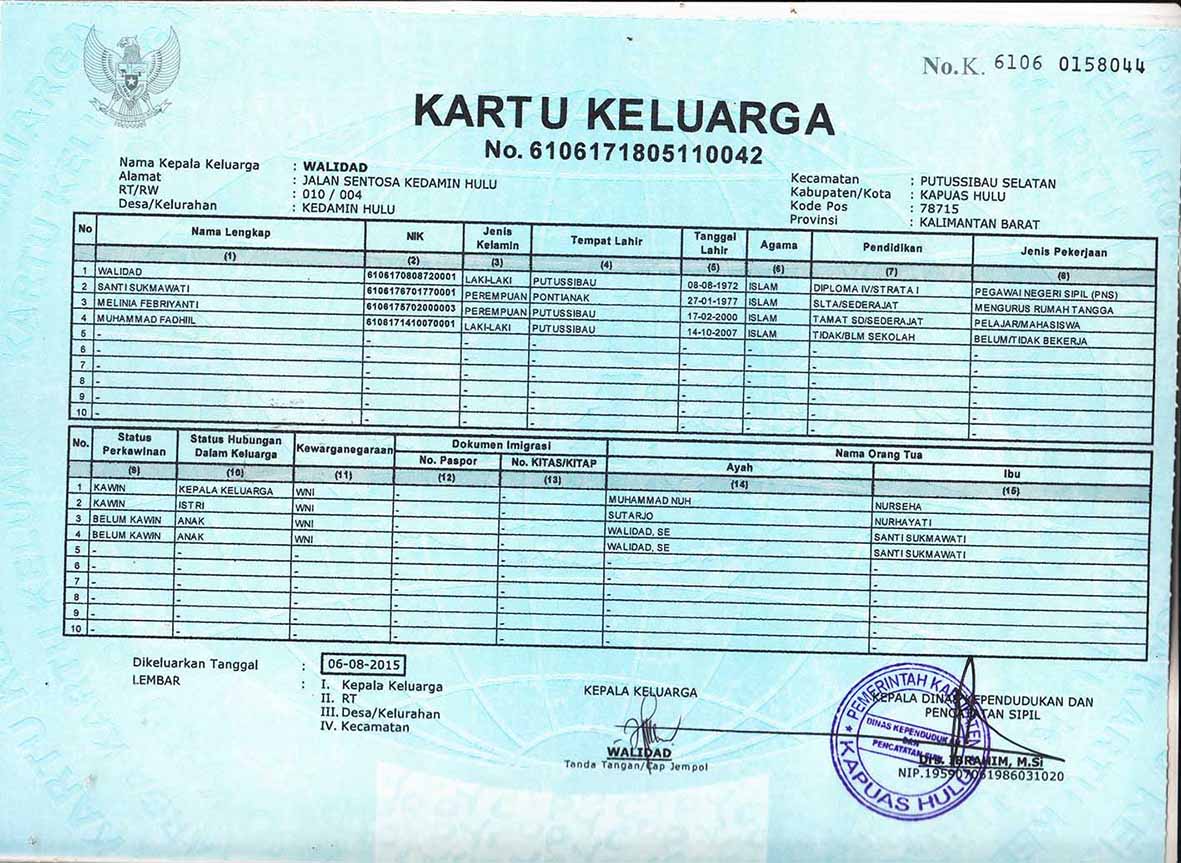 No.K. 6106 0158044
KARTU KELUARGA
No. 6106171805110042
Nama Kepala Keluarga : WALIDAD
Alamat : JALAN SENTOSA KEDAMIN HULU
RT/RW : 010 / 004
Desa/Kelurahan : KEDAMIN HULU
Kecamatan : PUTUSSIBAU SELATAN
Kabupaten/Kota : KAPUAS HULU
Kode Pos : 78715
Provinsi : KALIMANTAN BARAT
No Nama Lengkap NIK Jenis Kelamin Tempat Lahir Tanggal Lahir Agama Pendidikan Jenis Pekerjaan
(1) (2) (3) (4) (5) (6) (7) (8)
1 WALIDAD 6106170808720001 LAKI-LAKI PUTUSSIBAU 08-08-1972 ISLAM DIPLOMA IV/STRATA I PEGAWAI NEGERI SIPIL (PNS)
2 SANTI SUKMAWATI 6106176701770001 PEREMPUAN PONTIANAK 27-01-1977 ISLAM SLTA/SEDERAJAT MENGURUS RUMAH TANGGA
3 MELINIA FEBRIYANTI 6106175702000003 PEREMPUAN PUTUSSIBAU 17-02-2000 ISLAM TAMAT SD/SEDERAJAT PELAJAR/MAHASISWA
4 MUHAMMAD FADHIIL 6106171410070001 LAKI-LAKI PUTUSSIBAU 14-10-2007 ISLAM TIDAK/BLM SEKOLAH BELUM/TIDAK BEKERJA
5 - - - - - - - -
6 - - - - - - - -
7 - - - - - - - -
8 - - - - - - - -
9 - - - - - - - -
10 - - - - - - - -
No. Status Perkawinan Status Hubungan Dalam Keluarga Kewarganegaraan Dokumen Imigrasi Nama Orang Tua
No. Paspor No. KITAS/KITAP Ayah Ibu
(9) (10) (11) (12) (13) (14) (15)
1 KAWIN KEPALA KELUARGA WNI - - MUHAMMAD NUH NURSEHA
2 KAWIN ISTRI WNI - - SUTARJO NURHAYATI
3 BELUM KAWIN ANAK WNI - - WALIDAD, SE SANTI SUKMAWATI
4 BELUM KAWIN ANAK WNI - - WALIDAD, SE SANTI SUKMAWATI
5 - - - - - - -
6 - - - - - - -
7 - - - - - - -
8 - - - - - - -
9 - - - - - - -
10 - - - - - - -
Dikeluarkan Tanggal : 06-08-2015
LEMBAR : I. Kepala Keluarga
II. RT
III. Desa/Kelurahan
IV. Kecamatan
KEPALA KELUARGA
WALIDAD
Tanda Tangan/Cap Jempol
KEPALA DINAS KEPENDUDUKAN DAN
PENCATATAN SIPIL
Drs. IBRAHIM, M.Si
NIP.195907051986031020
PEMERINTAH KABUPATEN
DINAS KEPENDUDUKAN
DAN
PENCATATAN SIPIL
KAPUAS HULU